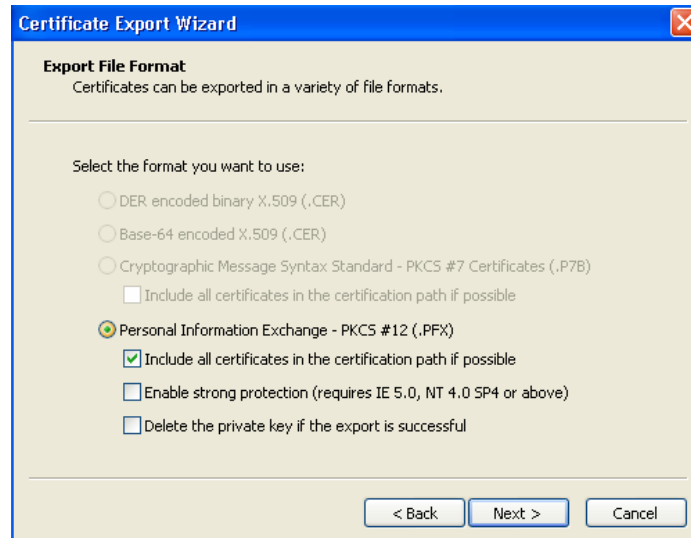 Certificate Export Wizard
Export File Format
Certificates can be exported in a variety of file formats.
Select the format you want to use:
DER encoded binary X.509 (.CER)
Base-64 encoded X.509 (.CER)
Cryptographic Message Syntax Standard - PKCS #7 Certificates (.P7B)
Include all certificates in the certification path if possible
Personal Information Exchange - PKCS #12 (.PFX)
Include all certificates in the certification path if possible
Enable strong protection (requires IE 5.0, NT 4.0 SP4 or above)
Delete the private key if the export is successful
< Back Next > Cancel